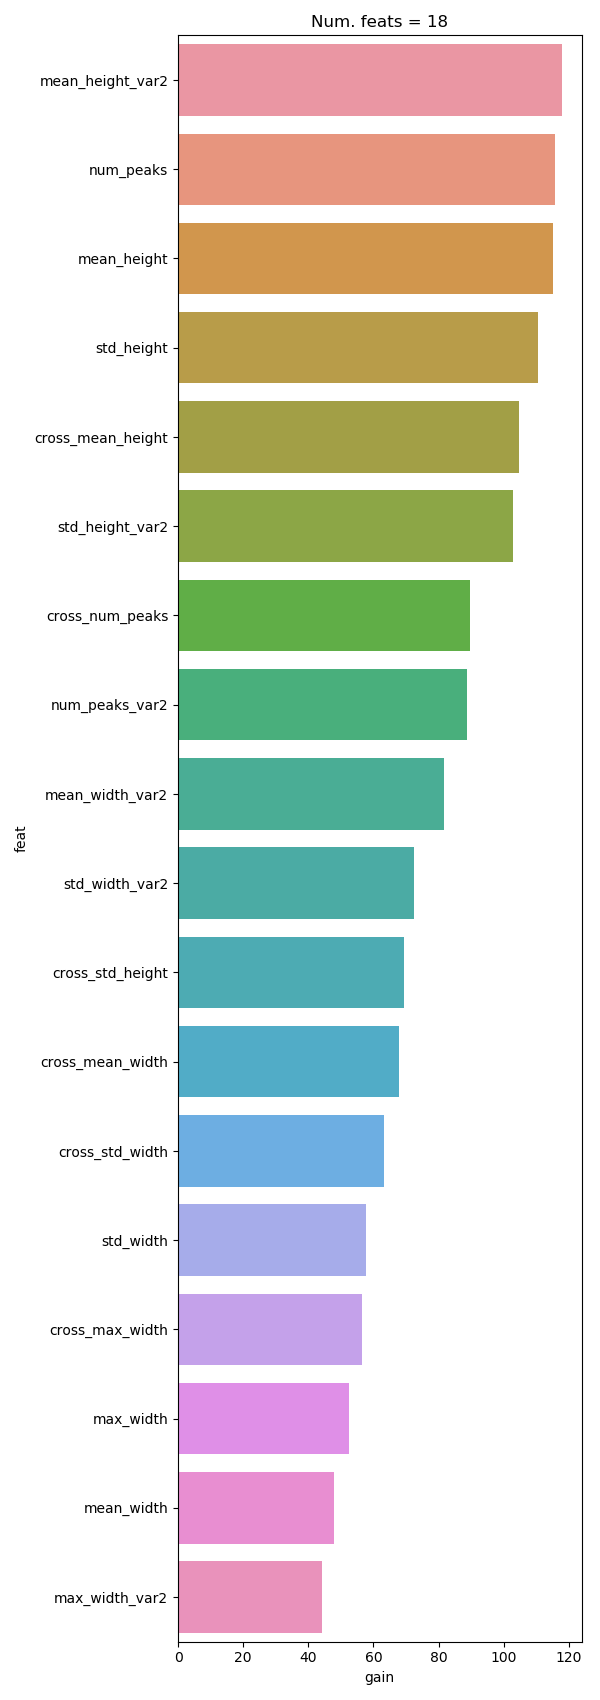 Num. feats = 18
mean_height_var2
num_peaks
mean_height
std_height
cross_mean_height
std_height_var2
cross_num_peaks
num_peaks_var2
mean_width_var2
feat
std_width_var2
cross_std_height
cross_mean_width
cross_std_width
std_width
cross_max_width
max_width
mean_width
max_width_var2
0 20 40 60 80 100 120
gain